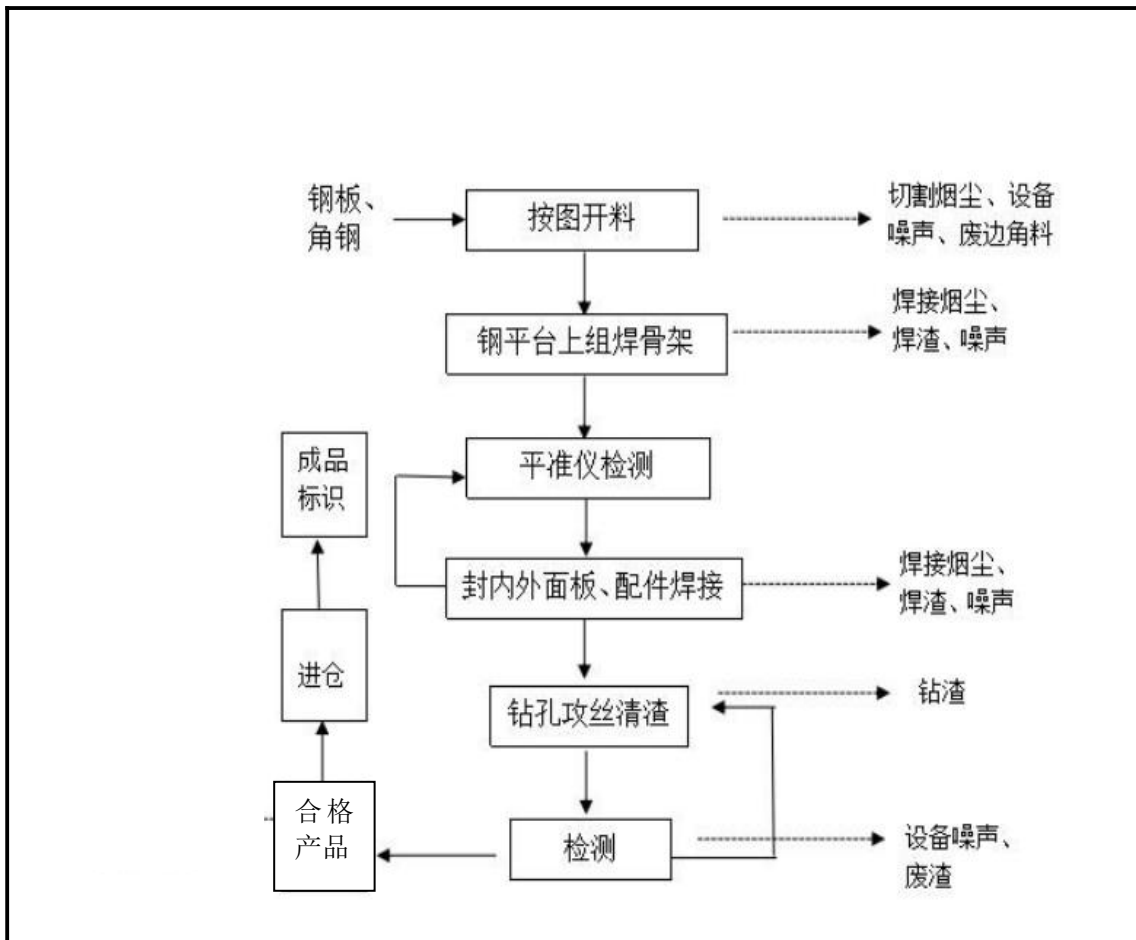 钢板、
角钢
按图开料
切割烟尘、设备
噪声、废边角料
钢平台上组焊骨架
焊接烟尘、
焊渣、噪声
平准仪检测
成品
标识
封内外面板、配件焊接
焊接烟尘、
焊渣、噪声
进仓
钻孔攻丝清渣
钻渣
合格
产品
检测
设备噪声、
废渣